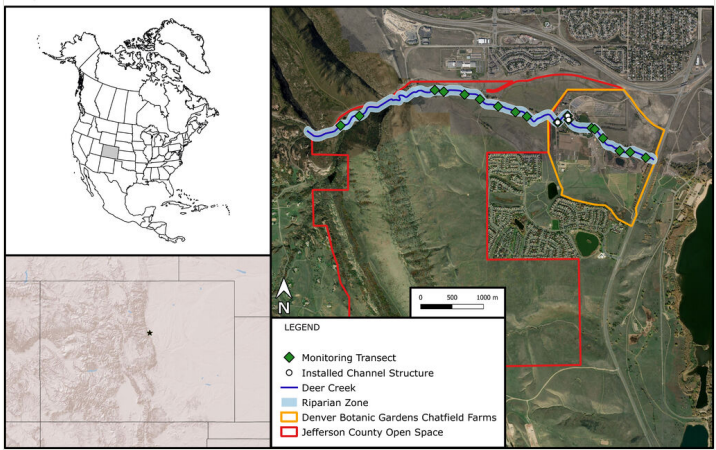 N
0 500 1000 m
LEGEND
Monitoring Transect
Installed Channel Structure
Deer Creek
Riparian Zone
Denver Botanic Gardens Chatfield Farms
Jefferson County Open Space